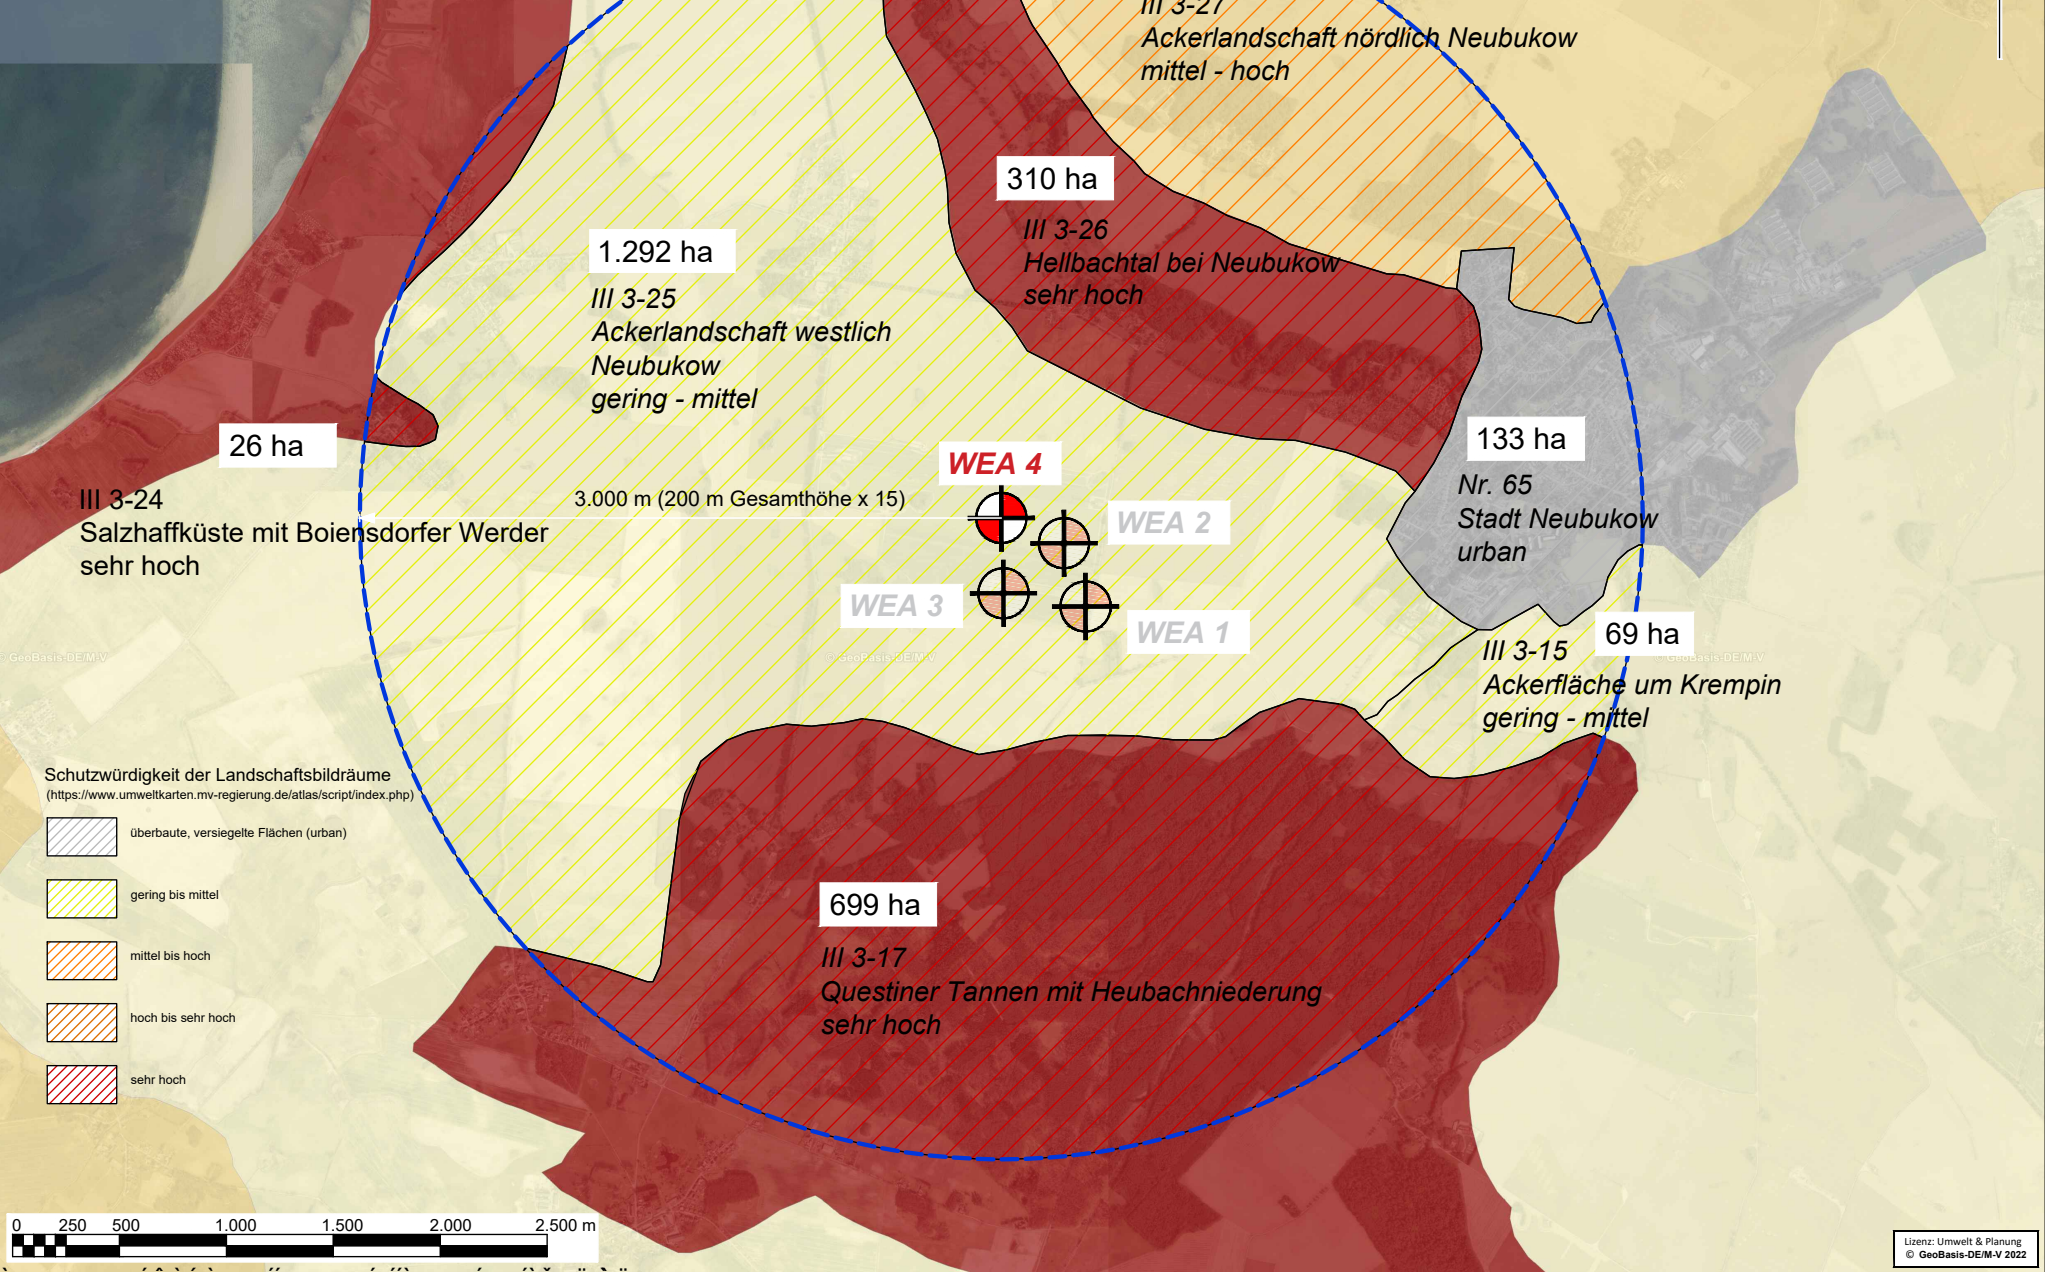 III 3-27
Ackerlandschaft nördlich Neubukow
mittel - hoch
310 ha
III 3-26
Hellbachtal bei Neubukow
sehr hoch
1.292 ha
III 3-25
Ackerlandschaft westlich
Neubukow
gering - mittel
26 ha
III 3-24
Salzhaffküste mit Boiensdorfer Werder
sehr hoch
3.000 m (200 m Gesamthöhe x 15)
WEA 4
WEA 2
WEA 3
WEA 1
133 ha
Nr. 65
Stadt Neubukow
urban
69 ha
III 3-15
Ackerfläche um Krempin
gering - mittel
© GeoBasis-DE/M-V
© GeoBasis-DE/M-V
© GeoBasis-DE/M-V
699 ha
III 3-17
Questiner Tannen mit Heubachniederung
sehr hoch
Schutzwürdigkeit der Landschaftsbildräume
(https://www.umweltkarten.mv-regierung.de/atlas/script/index.php)
überbaute, versiegelte Flächen (urban)
gering bis mittel
mittel bis hoch
hoch bis sehr hoch
sehr hoch
0 250 500 1.000 1.500 2.000 2.500 m
Lizenz: Umwelt & Planung
© GeoBasis-DE/M-V 2022